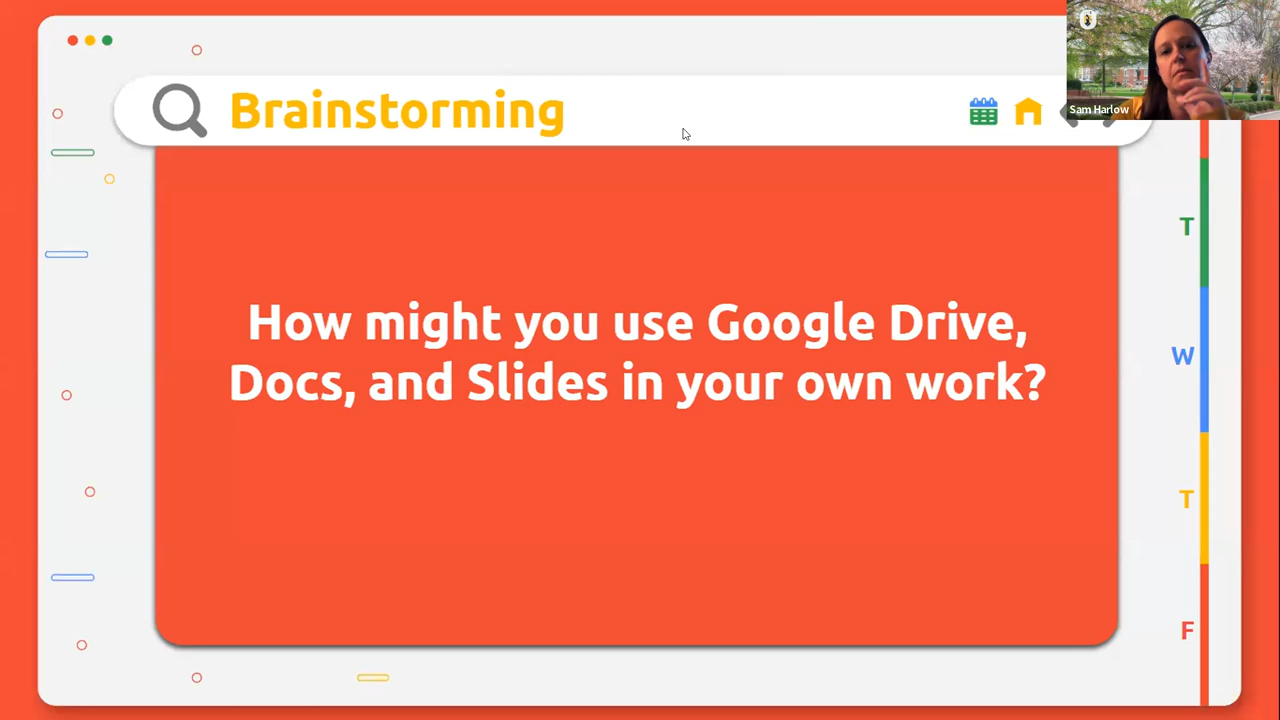 Brainstorming
Sam Harlow
How might you use Google Drive,
Docs, and Slides in your own work?
T
W
T
F